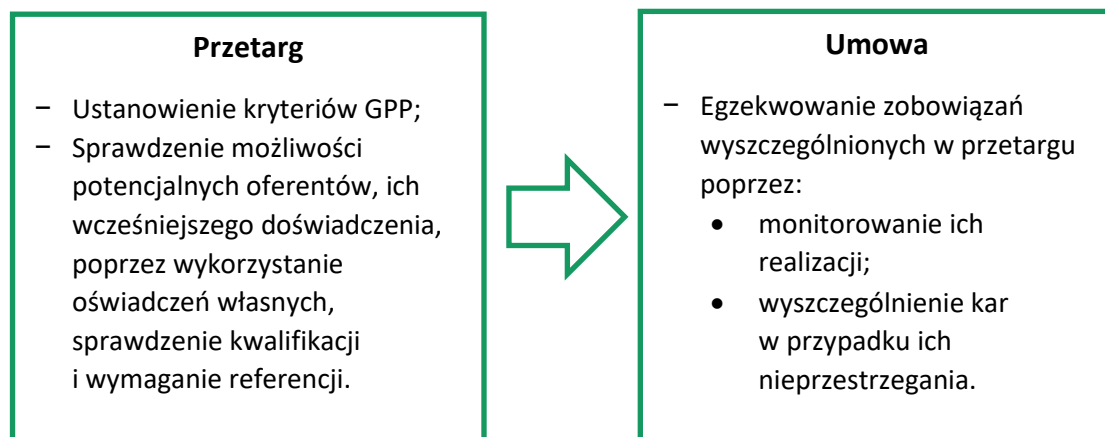 Przetarg
− Ustanowienie kryteriów GPP;
− Sprawdzenie możliwości
potencjalnych oferentów, ich
wcześniejszego doświadczenia,
poprzez wykorzystanie
oświadczeń własnych,
sprawdzenie kwalifikacji
i wymaganie referencji.
Umowa
− Egzekwowanie zobowiązań
wyszczególnionych w przetargu
poprzez:
• monitorowanie ich
realizacji;
• wyszczególnienie kar
w przypadku ich
nieprzestrzegania.